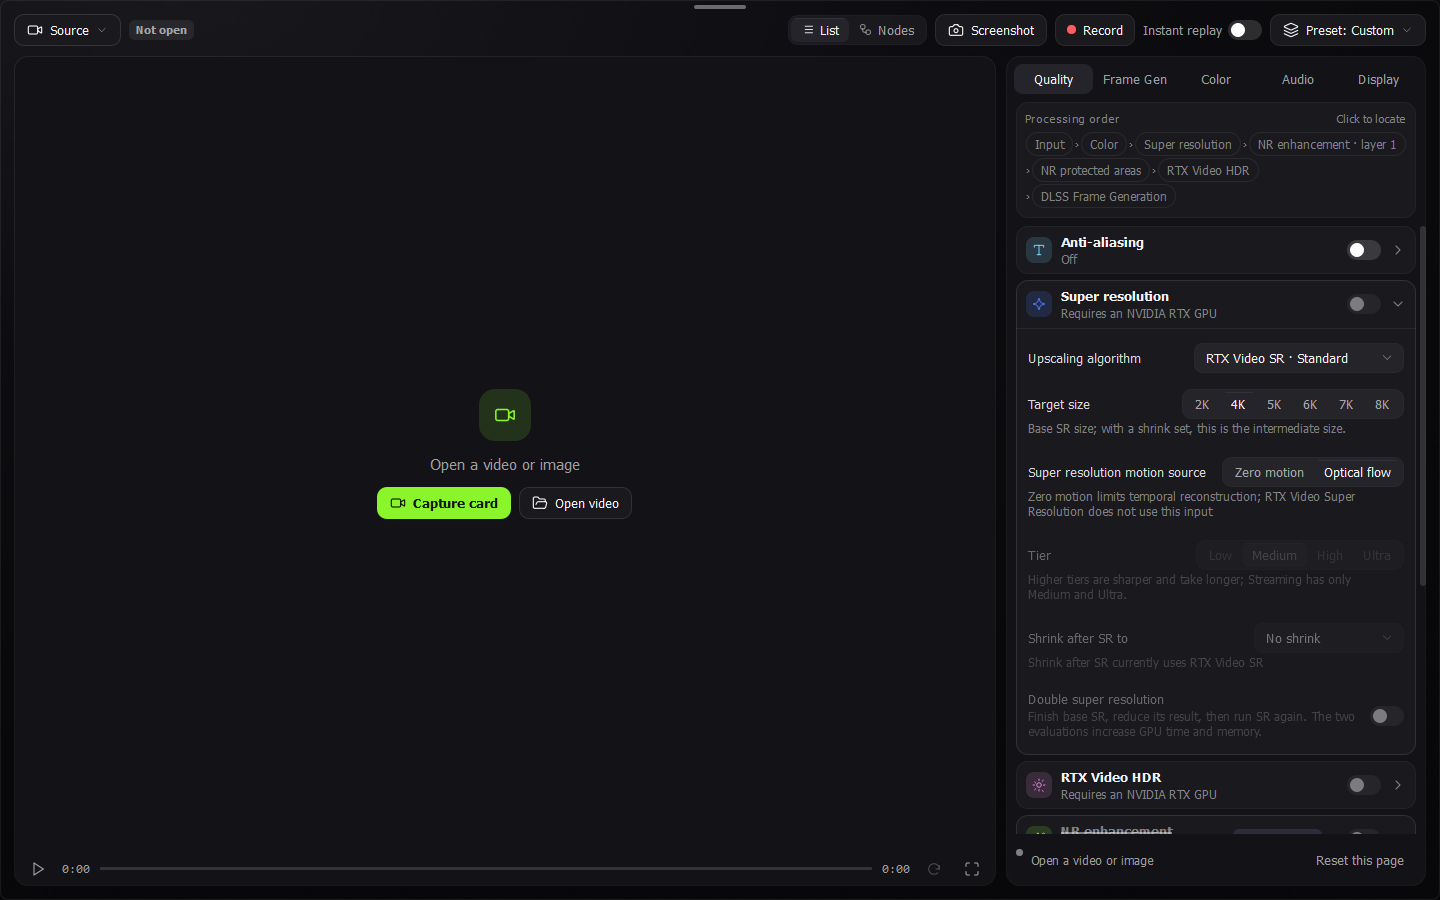 Source
Not open
List
Nodes
Screenshot
Record
Instant replay
Preset: Custom
Quality
Frame Gen
Color
Audio
Display
Processing order
Click to locate
Input › Color › Super resolution › NR enhancement · layer 1
› NR protected areas › RTX Video HDR
› DLSS Frame Generation
Anti-aliasing
Off
Super resolution
Requires an NVIDIA RTX GPU
Upscaling algorithm
RTX Video SR · Standard
Target size
2K 4K 5K 6K 7K 8K
Base SR size; with a shrink set, this is the intermediate size.
Super resolution motion source
Zero motion
Optical flow
Zero motion limits temporal reconstruction; RTX Video Super
Resolution does not use this input
Tier
Low Medium High Ultra
Higher tiers are sharper and take longer; Streaming has only
Medium and Ultra.
Shrink after SR to
No shrink
Shrink after SR currently uses RTX Video SR
Double super resolution
Finish base SR, reduce its result, then run SR again. The two
evaluations increase GPU time and memory.
RTX Video HDR
Requires an NVIDIA RTX GPU
NR enhancement
Open a video or image
Reset this page
Open a video or image
Capture card
Open video
0:00
0:00